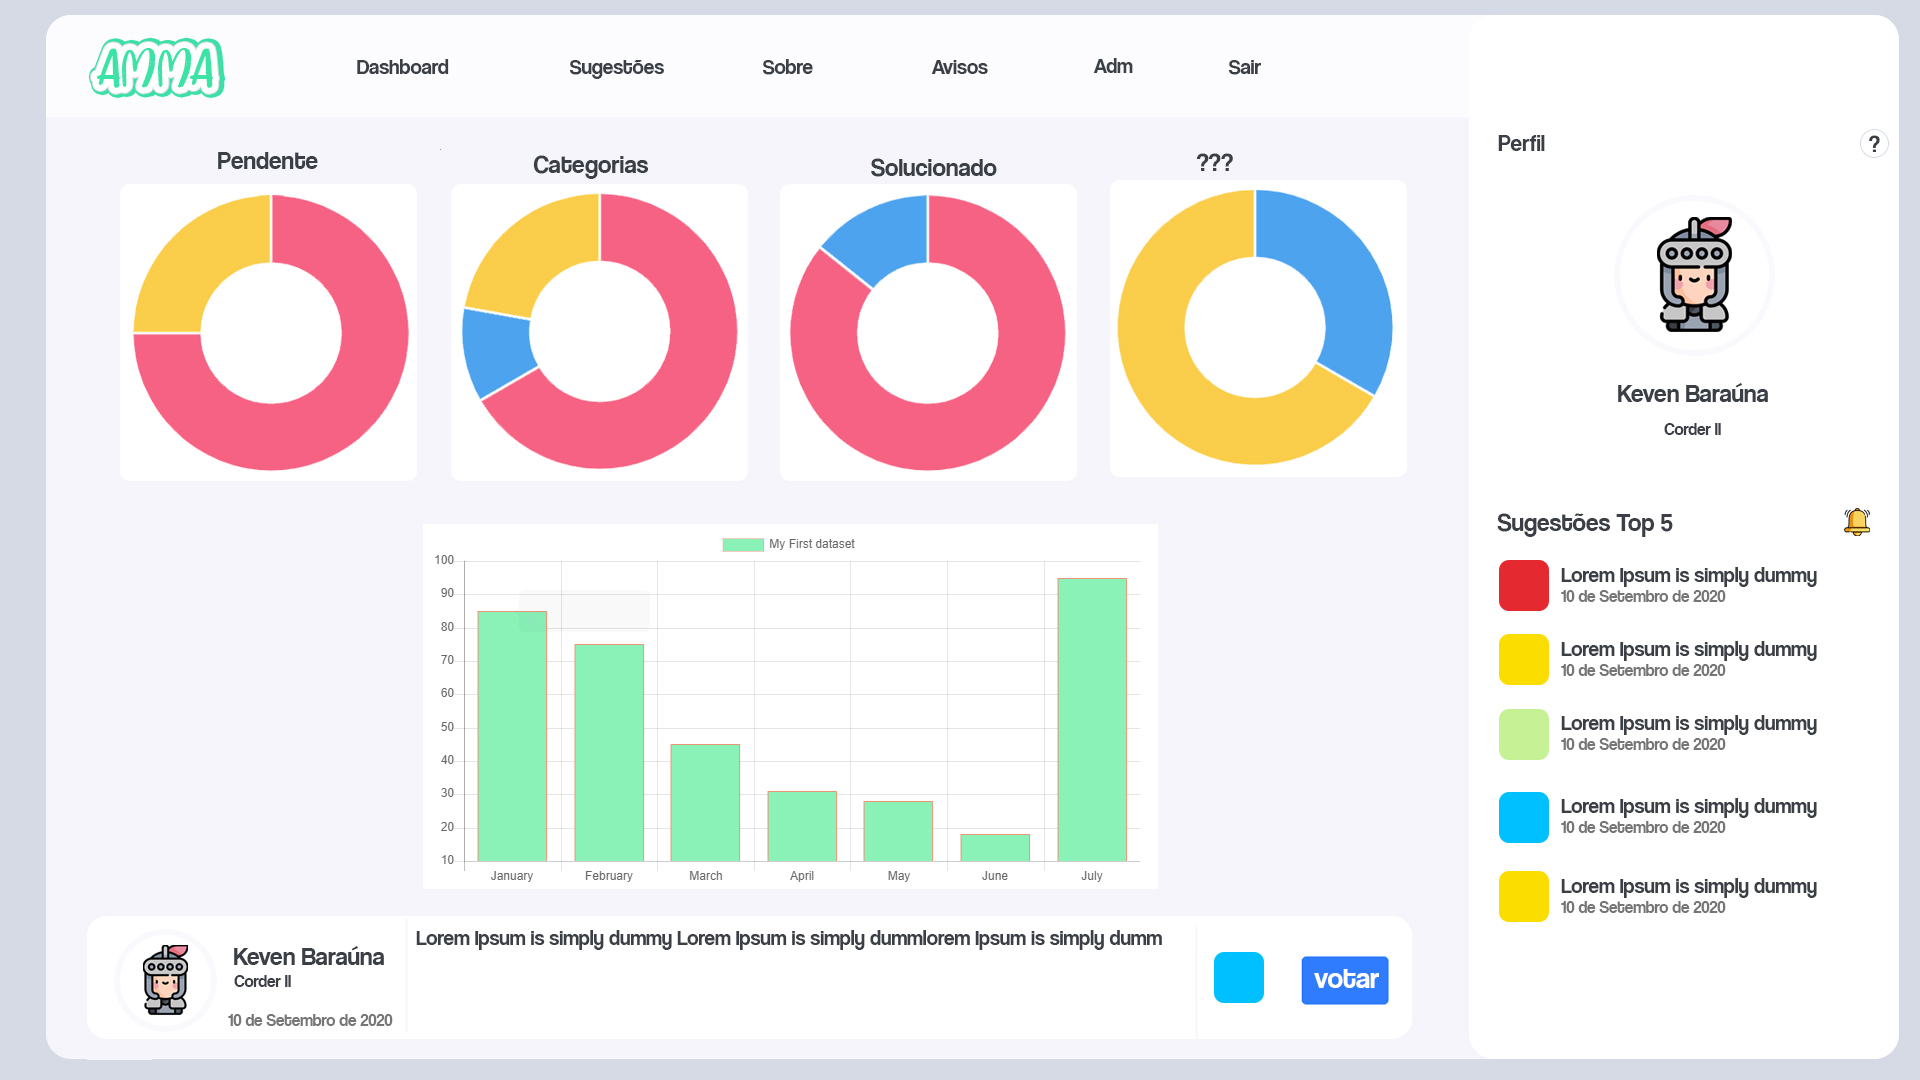 AMMA
Dashboard
Sugestões
Sobre
Avisos
Adm
Sair
Pendente
Categorias
Solucionado
???
My First dataset
100
90
80
70
60
50
40
30
20
10
January
February
March
April
May
June
July
Keven Baraúna
Corder II
10 de Setembro de 2020
Lorem Ipsum is simply dummy Lorem Ipsum is simply dummlorem Ipsum is simply dumm
votar
Perfil
?
Keven Baraúna
Corder II
Sugestões Top 5
Lorem Ipsum is simply dummy
10 de Setembro de 2020
Lorem Ipsum is simply dummy
10 de Setembro de 2020
Lorem Ipsum is simply dummy
10 de Setembro de 2020
Lorem Ipsum is simply dummy
10 de Setembro de 2020
Lorem Ipsum is simply dummy
10 de Setembro de 2020